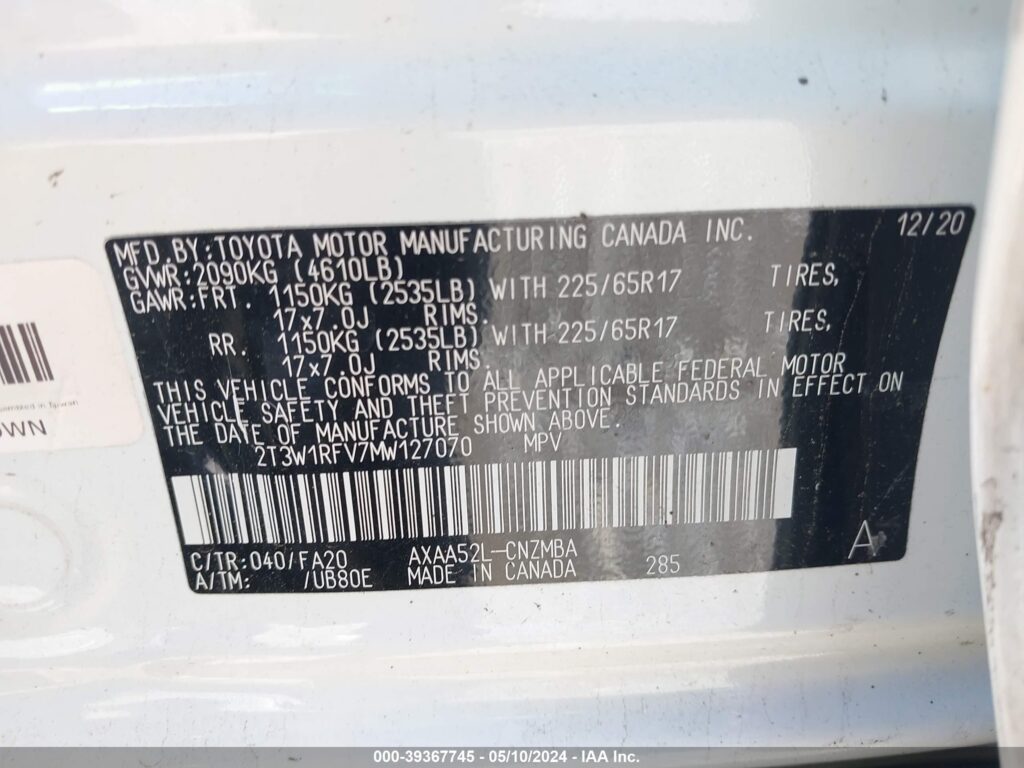 MFD.BY:TOYOTA MOTOR MANUFACTURING CANADA INC. 12/20
GVWR:2090KG (4610LB)
GAWR:FRT. 1150KG (2535LB) WITH 225/65R17 TIRES,
17x7.0J RIMS.
RR. 1150KG (2535LB) WITH 225/65R17 TIRES,
17x7.0J RIMS.
THIS VEHICLE CONFORMS TO ALL APPLICABLE FEDERAL MOTOR
VEHICLE SAFETY AND THEFT PREVENTION STANDARDS IN EFFECT ON
THE DATE OF MANUFACTURE SHOWN ABOVE.
2T3W1RFV7MW127070 MPV
C/TR:040/FA20 AXAA52L-CNZMBA A
A/TM: /UB80E MADE IN CANADA 285
in Taiwan
OWN
000-39367745 - 05/10/2024 - IAA Inc.